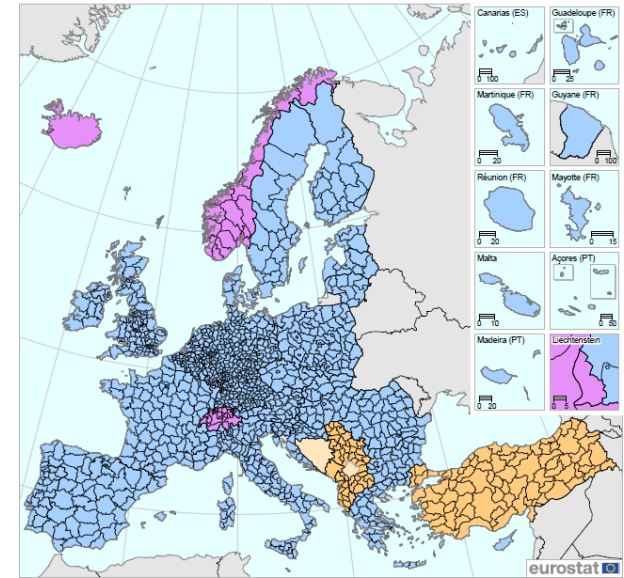 Canarias (ES)
0 100
Guadeloupe (FR)
0 25
Martinique (FR)
0 20
Guyane (FR)
0 100
Réunion (FR)
0 20
Mayotte (FR)
0 15
Malta
0 10
Açores (PT)
0 50
Madeira (PT)
0 20
Liechtenstein
0 5
eurostat